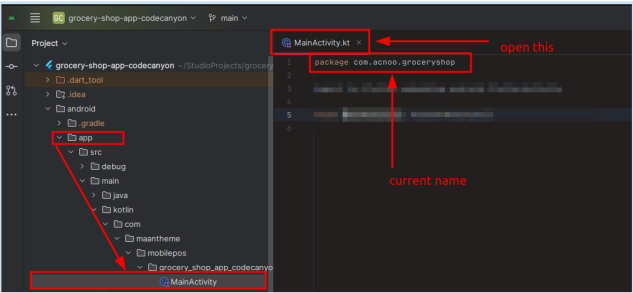 GC grocery-shop-app-codecanyon main
Project
MainActivity.kt
open this
grocery-shop-app-codecanyon ~/StudioProjects/grocery
.dart_tool
.idea
android
.gradle
app
src
debug
main
java
kotlin
com
maantheme
mobilepos
grocery_shop_app_codecanyo
MainActivity
1 package com.acnoo.groceryshop
2
3
4
5
6
current name